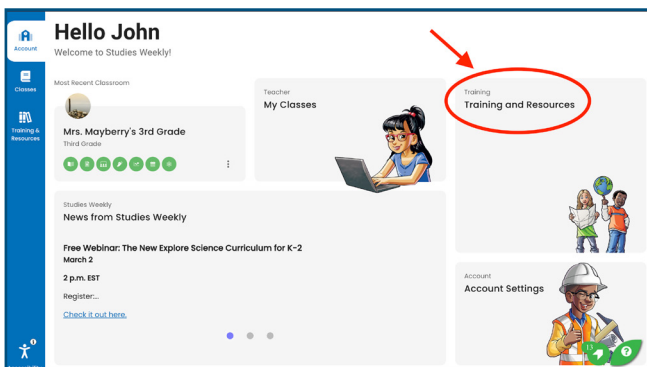 Hello John
Welcome to Studies Weekly!
Account
Classes
Training &
Resources
Most Recent Classroom
Mrs. Mayberry's 3rd Grade
Third Grade
Teacher
My Classes
Training
Training and Resources
Studies Weekly
News from Studies Weekly
Free Webinar: The New Explore Science Curriculum for K-2
March 2
2 p.m. EST
Register:...
Check it out here.
Account
Account Settings
0
13
?